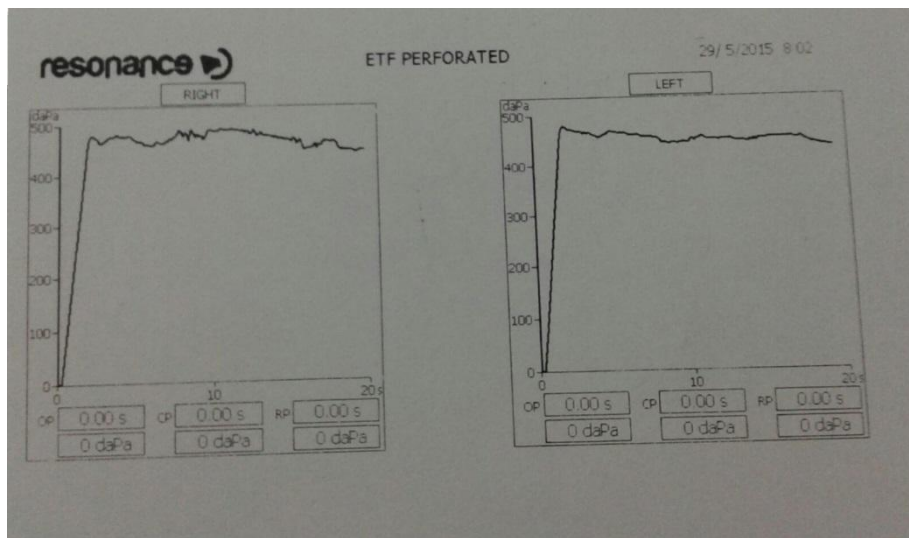 resonance
ETF PERFORATED
29/ 5/2015 8:02
RIGHT
daPa
500
400
300
200
100
0
0
10
20 s
OP 0.00 s CP 0.00 s RP 0.00 s
0 daPa 0 daPa 0 daPa
LEFT
daPa
500
400
300
200
100
0
0
10
20 s
OP 0.00 s CP 0.00 s RP 0.00 s
0 daPa 0 daPa 0 daPa